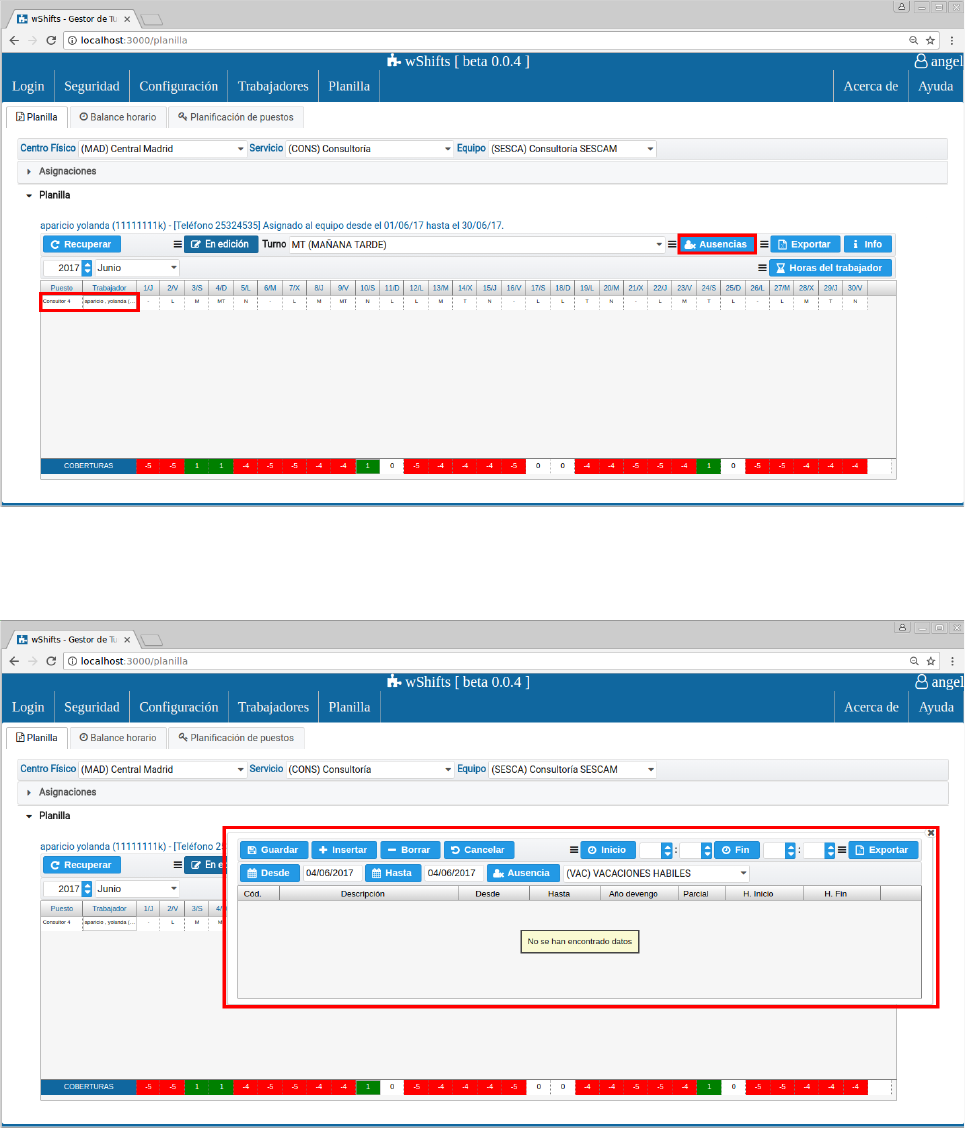 wShifts - Gestor de Tu
localhost:3000/planilla
wShifts [ beta 0.0.4 ] angel
Login Seguridad Configuración Trabajadores Planilla Acerca de Ayuda
Planilla Balance horario Planificación de puestos
Centro Físico (MAD) Central Madrid Servicio (CONS) Consultoría Equipo (SESCA) Consultoría SESCAM
Asignaciones
Planilla
aparicio yolanda (11111111k) - [Teléfono 25324535] Asignado al equipo desde el 01/06/17 hasta el 30/06/17.
Recuperar En edición Turno MT (MAÑANA TARDE) Ausencias Exportar Info
2017 Junio Horas del trabajador
Puesto Trabajador 1/J 2/V 3/S 4/D 5/L 6/M 7/X 8/J 9/V 10/S 11/D 12/L 13/M 14/X 15/J 16/V 17/S 18/D 19/L 20/M 21/X 22/J 23/V 24/S 25/D 26/L 27/M 28/X 29/J 30/V
Consultor 4 aparicio , yolanda (... - L M MT N - L M MT N L L M T N - L L T N - L M T L - L M T N
COBERTURAS -5 -5 1 1 -4 -5 -5 -4 -4 1 0 -5 -4 -4 -4 -5 0 0 -4 -4 -5 -5 -4 1 0 -5 -5 -4 -4 -4
wShifts - Gestor de Tu
localhost:3000/planilla
wShifts [ beta 0.0.4 ] angel
Login Seguridad Configuración Trabajadores Planilla Acerca de Ayuda
Planilla Balance horario Planificación de puestos
Centro Físico (MAD) Central Madrid Servicio (CONS) Consultoría Equipo (SESCA) Consultoría SESCAM
Asignaciones
Planilla
aparicio yolanda (11111111k) - [Teléfono 2
Recuperar En e
2017 Junio
Puesto Trabajador 1/J 2/V 3/S 4/
Consultor 4 aparicio , yolanda (... - L M M
Guardar Insertar Borrar Cancelar Inicio : Fin : Exportar
Desde 04/06/2017 Hasta 04/06/2017 Ausencia (VAC) VACACIONES HABILES
Cód. Descripción Desde Hasta Año devengo Parcial H. Inicio H. Fin
No se han encontrado datos
COBERTURAS -5 -5 1 1 -4 -5 -5 -4 -4 1 0 -5 -4 -4 -4 -5 0 0 -4 -4 -5 -5 -4 1 0 -5 -5 -4 -4 -4